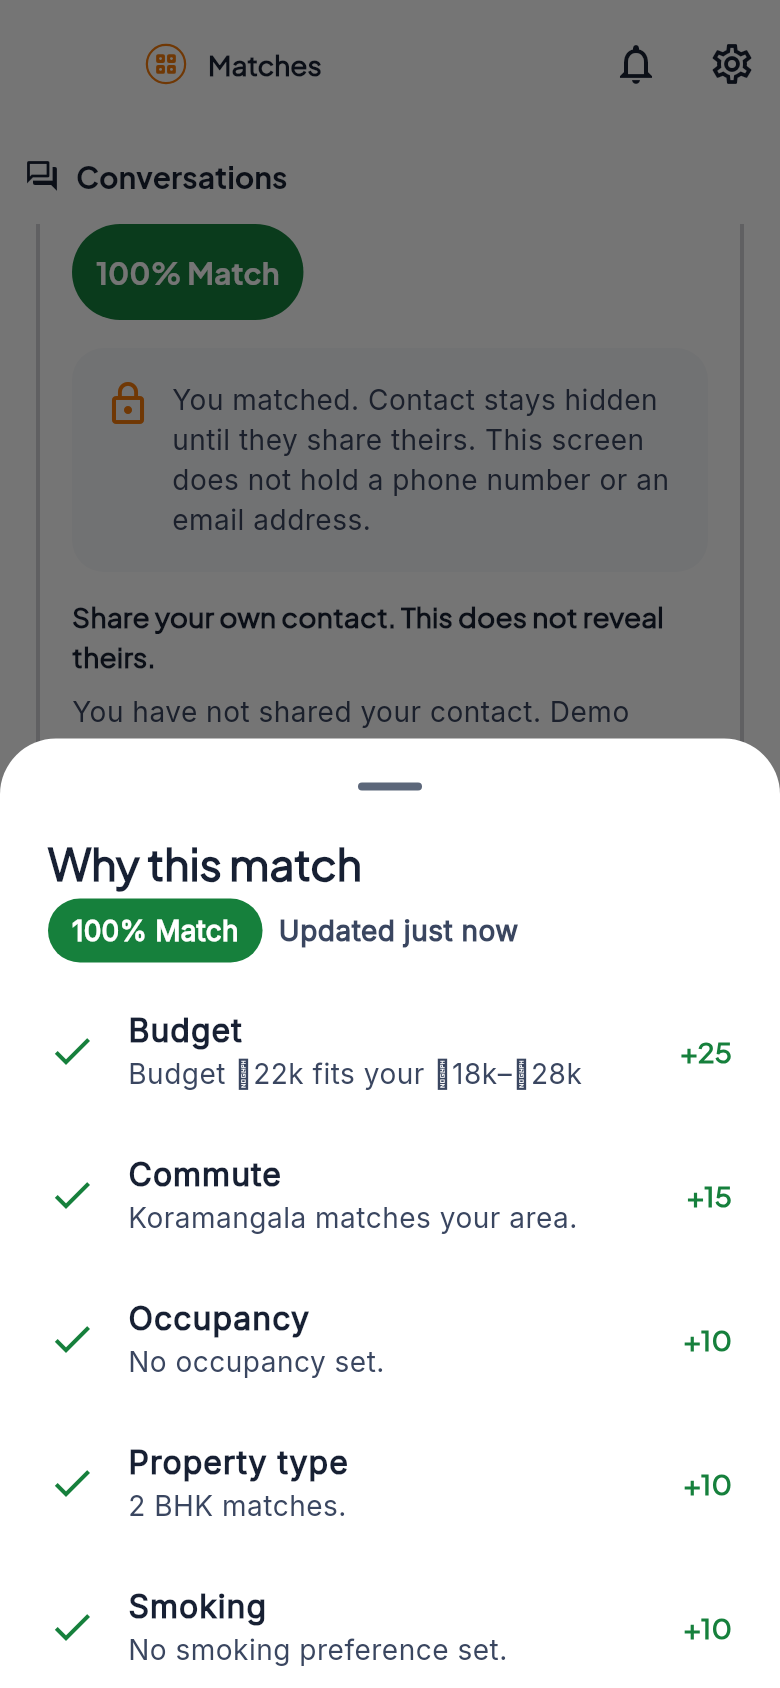 Matches
Conversations
100% Match
You matched. Contact stays hidden
until they share theirs. This screen
does not hold a phone number or an
email address.
Share your own contact. This does not reveal
theirs.
You have not shared your contact. Demo
Why this match
100% Match Updated just now
Budget
Budget 22k fits your 18k–28k
+25
Commute
Koramangala matches your area.
+15
Occupancy
No occupancy set.
+10
Property type
2 BHK matches.
+10
Smoking
No smoking preference set.
+10